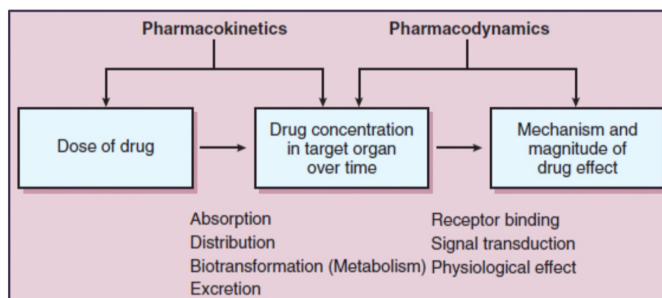 Pharmacokinetics
Pharmacodynamics
Dose of drug
Drug concentration
in target organ
over time
Mechanism and
magnitude of
drug effect
Absorption
Distribution
Biotransformation (Metabolism)
Excretion
Receptor binding
Signal transduction
Physiological effect